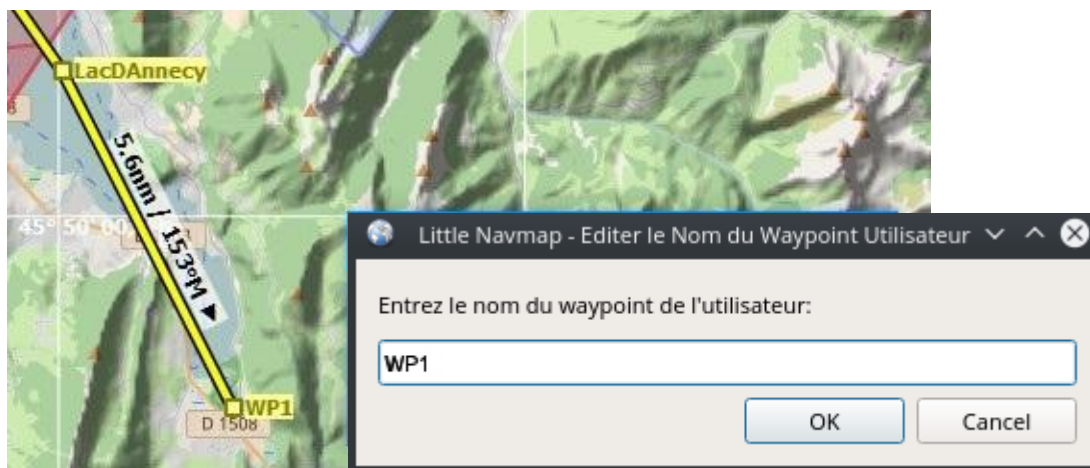 LacDAnnecy
5.6nm / 153°M ▶
45° 50' 00.
Little Navmap - Editer le Nom du Waypoint Utilisateur
Entrez le nom du waypoint de l'utilisateur:
WP1
WP1
D 1508
OK
Cancel